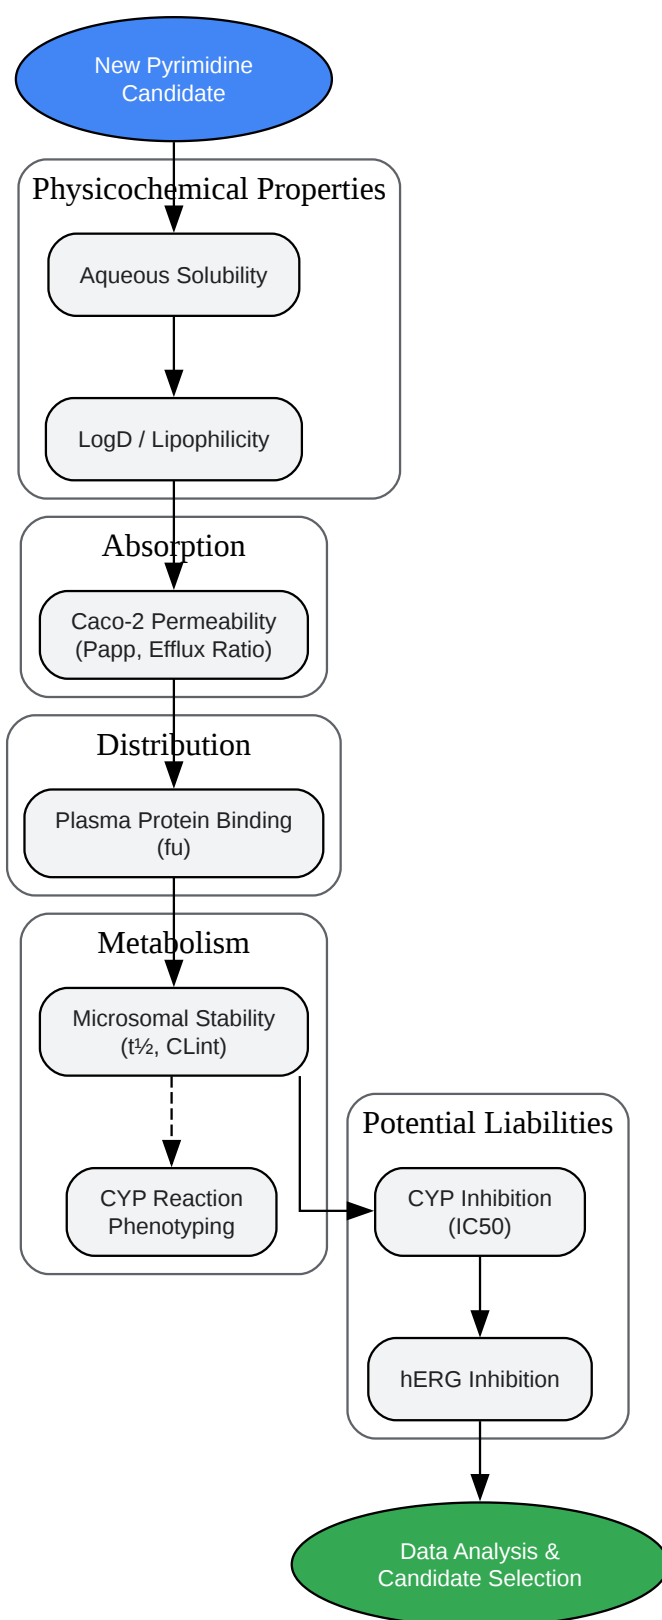 New Pyrimidine
Candidate
Physicochemical Properties
Aqueous Solubility
LogD / Lipophilicity
Absorption
Caco-2 Permeability
(Papp, Efflux Ratio)
Distribution
Plasma Protein Binding
(fu)
Metabolism
Microsomal Stability
(t½, CLint)
CYP Reaction
Phenotyping
Potential Liabilities
CYP Inhibition
(IC50)
hERG Inhibition
Data Analysis &
Candidate Selection